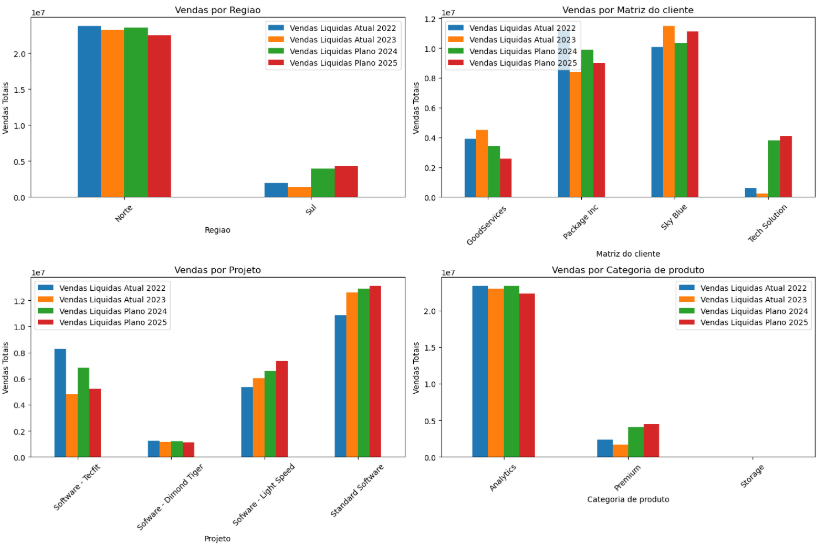 Vendas por Regiao
1e7
Vendas Liquidas Atual 2022
Vendas Liquidas Atual 2023
Vendas Liquidas Plano 2024
Vendas Liquidas Plano 2025
Vendas Totais
2.0
1.5
1.0
0.5
0.0
Norte
Sul
Regiao
Vendas por Matriz do cliente
1e7
Vendas Liquidas Atual 2022
Vendas Liquidas Atual 2023
Vendas Liquidas Plano 2024
Vendas Liquidas Plano 2025
Vendas Totais
1.2
1.0
0.8
0.6
0.4
0.2
0.0
GoodServices
Package Inc
Sky Blue
Tech Solution
Matriz do cliente
Vendas por Projeto
1e7
Vendas Liquidas Atual 2022
Vendas Liquidas Atual 2023
Vendas Liquidas Plano 2024
Vendas Liquidas Plano 2025
Vendas Totais
1.2
1.0
0.8
0.6
0.4
0.2
0.0
Software - Tecfit
Sofware - Dimond Tiger
Sofware - Light Speed
Standard Software
Projeto
Vendas por Categoria de produto
1e7
Vendas Liquidas Atual 2022
Vendas Liquidas Atual 2023
Vendas Liquidas Plano 2024
Vendas Liquidas Plano 2025
Vendas Totais
2.0
1.5
1.0
0.5
0.0
Analytics
Premium
Storage
Categoria de produto